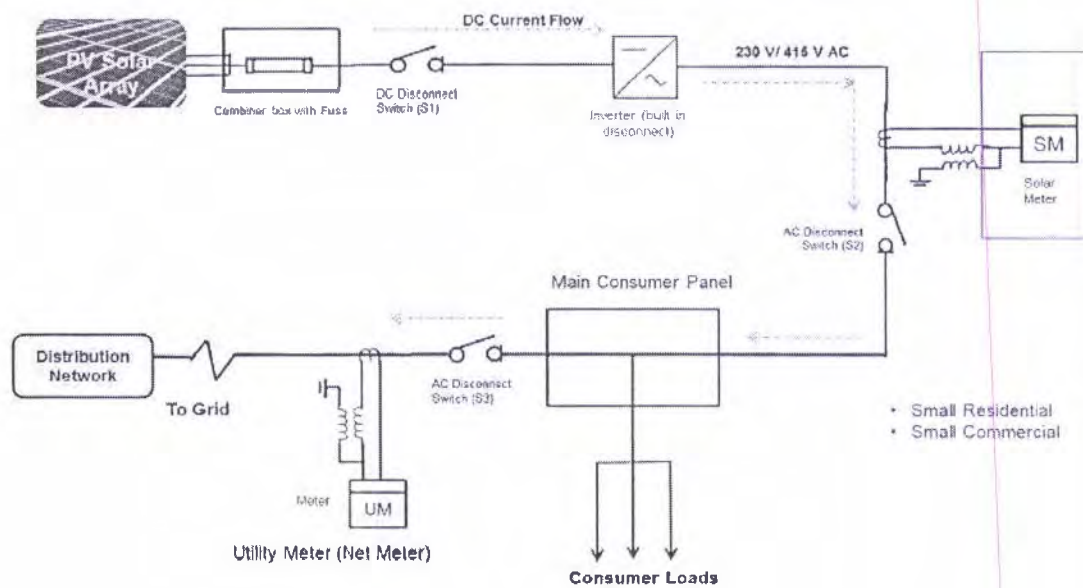 DC Current Flow
PV Solar
Array
Combiner box with Fuss
DC Disconnect
Switch (S1)
Inverter (built in
disconnect)
230 V/ 415 V AC
SM
Solar
Meter
AC Disconnect
Switch (S2)
Main Consumer Panel
Distribution
Network
To Grid
AC Disconnect
Switch (S3)
• Small Residential
• Small Commercial
Meter
UM
Utility Meter (Net Meter)
Consumer Loads